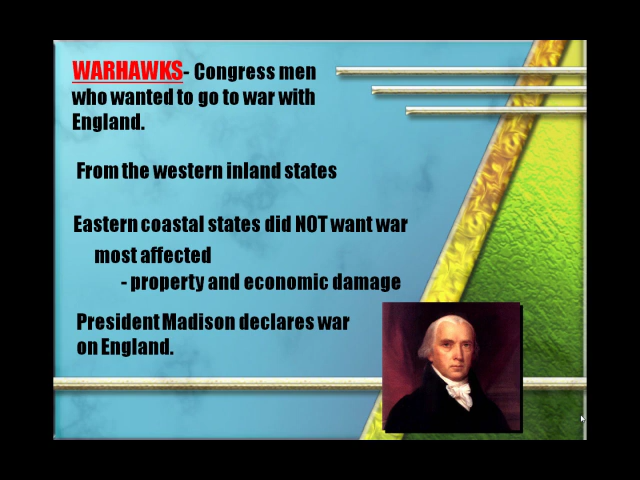 WARHAWKS- Congress men
who wanted to go to war with
England.
From the western inland states
Eastern coastal states did NOT want war
most affected
- property and economic damage
President Madison declares war
on England.